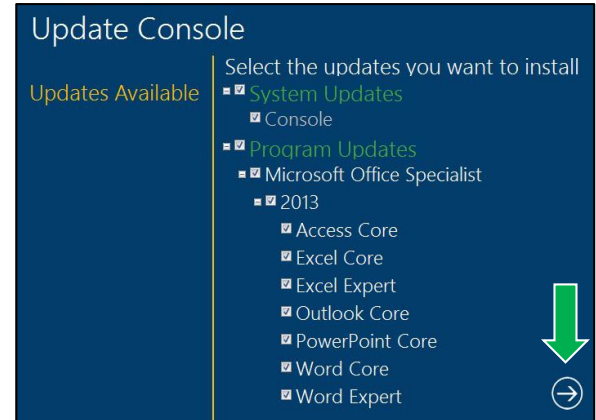 Update Console
Select the updates you want to install
Updates Available
System Updates
Console
Program Updates
Microsoft Office Specialist
2013
Access Core
Excel Core
Excel Expert
Outlook Core
PowerPoint Core
Word Core
Word Expert